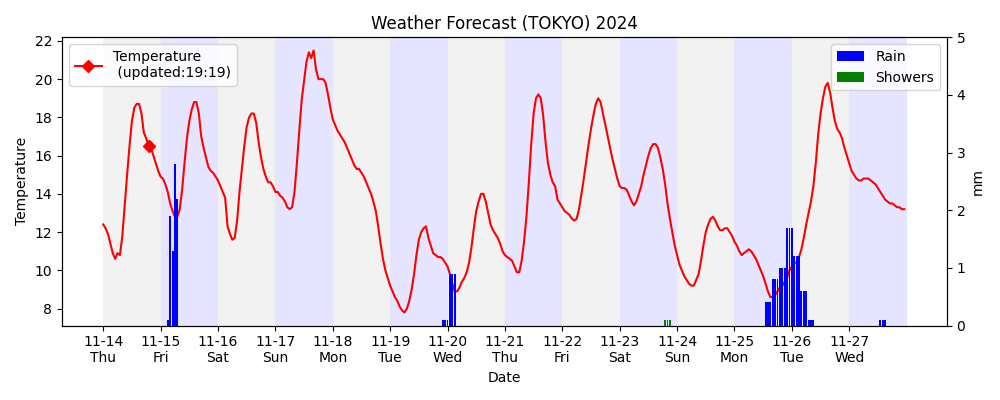 Weather Forecast (TOKYO) 2024
Temperature
(updated:19:19)
Rain
Showers
22
20
18
16
14
12
10
8
Temperature
5
4
3
2
1
0
mm
11-14 11-15 11-16 11-17 11-18 11-19 11-20 11-21 11-22 11-23 11-24 11-25 11-26 11-27
Thu Fri Sat Sun Mon Tue Wed Thu Fri Sat Sun Mon Tue Wed
Date